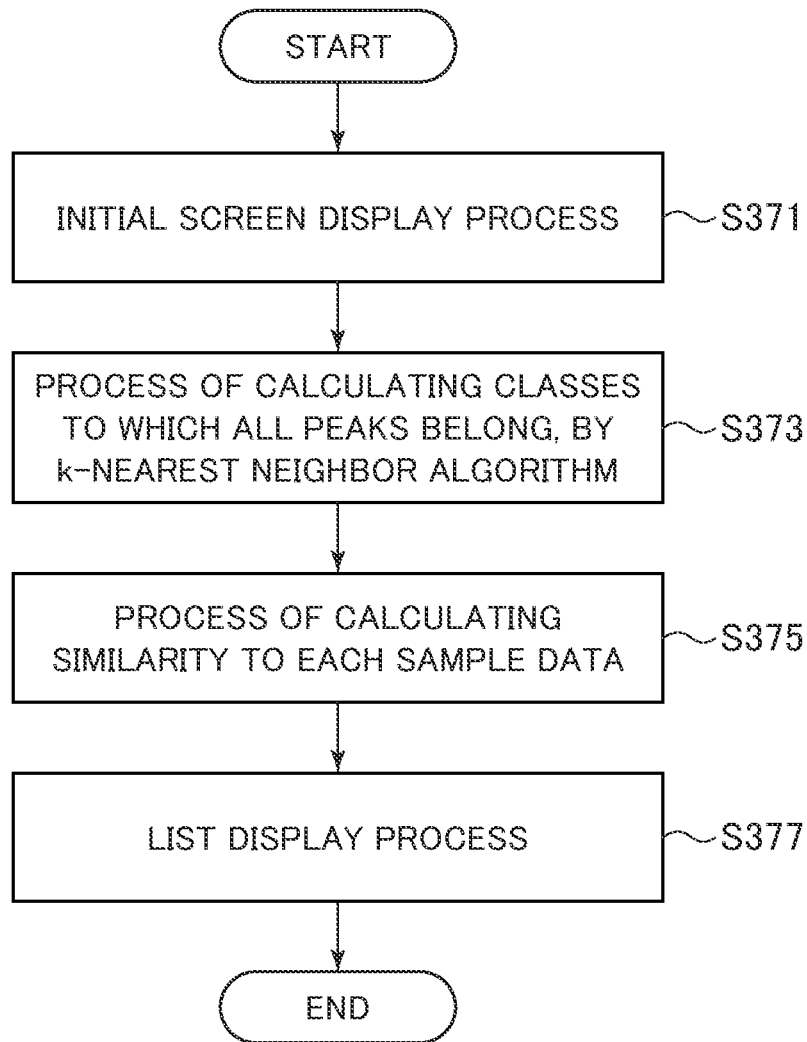 START
INITIAL SCREEN DISPLAY PROCESS
S371
PROCESS OF CALCULATING CLASSES
TO WHICH ALL PEAKS BELONG, BY
k-NEAREST NEIGHBOR ALGORITHM
S373
PROCESS OF CALCULATING
SIMILARITY TO EACH SAMPLE DATA
S375
LIST DISPLAY PROCESS
S377
END